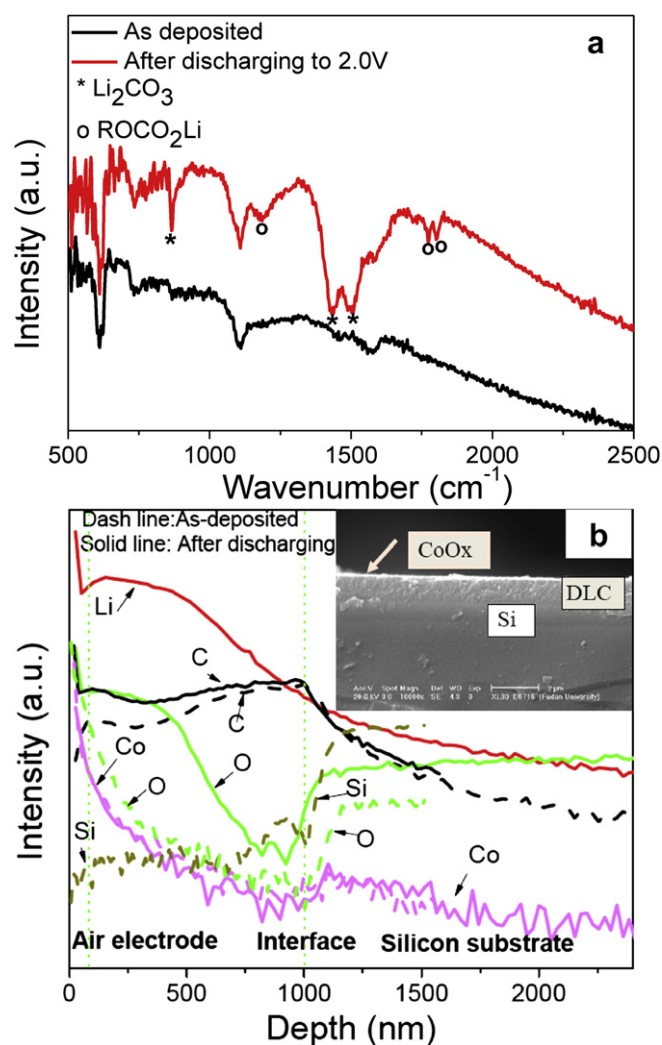 As deposited
a
After discharging to 2.0V
* Li2CO3
o ROCO2Li
Intensity (a.u.)
* o * * o o
500 1000 1500 2000 2500
Wavenumber (cm-1)
Dash line:As-deposited
Solid line: After discharging
b
CoOx
DLC
Si
Li
C
C
Co
O
O
Si
Si
O
Co
Intensity (a.u.)
Air electrode Interface Silicon substrate
0 500 1000 1500 2000
Depth (nm)